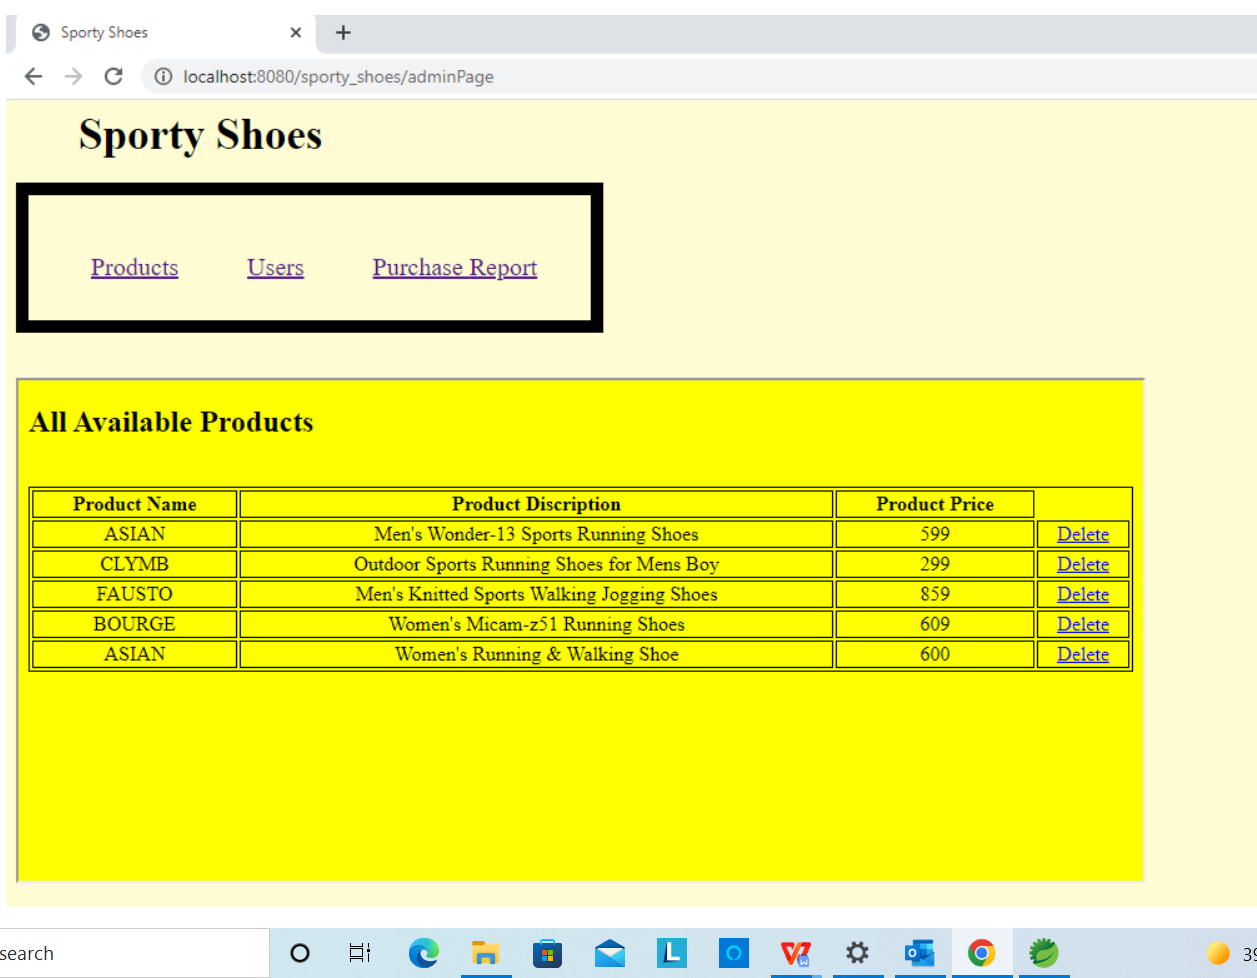 Sporty Shoes
localhost:8080/sporty_shoes/adminPage
Sporty Shoes
Products Users Purchase Report
All Available Products
Product Name Product Discription Product Price
ASIAN Men's Wonder-13 Sports Running Shoes 599 Delete
CLYMB Outdoor Sports Running Shoes for Mens Boy 299 Delete
FAUSTO Men's Knitted Sports Walking Jogging Shoes 859 Delete
BOURGE Women's Micam-z51 Running Shoes 609 Delete
ASIAN Women's Running & Walking Shoe 600 Delete
search